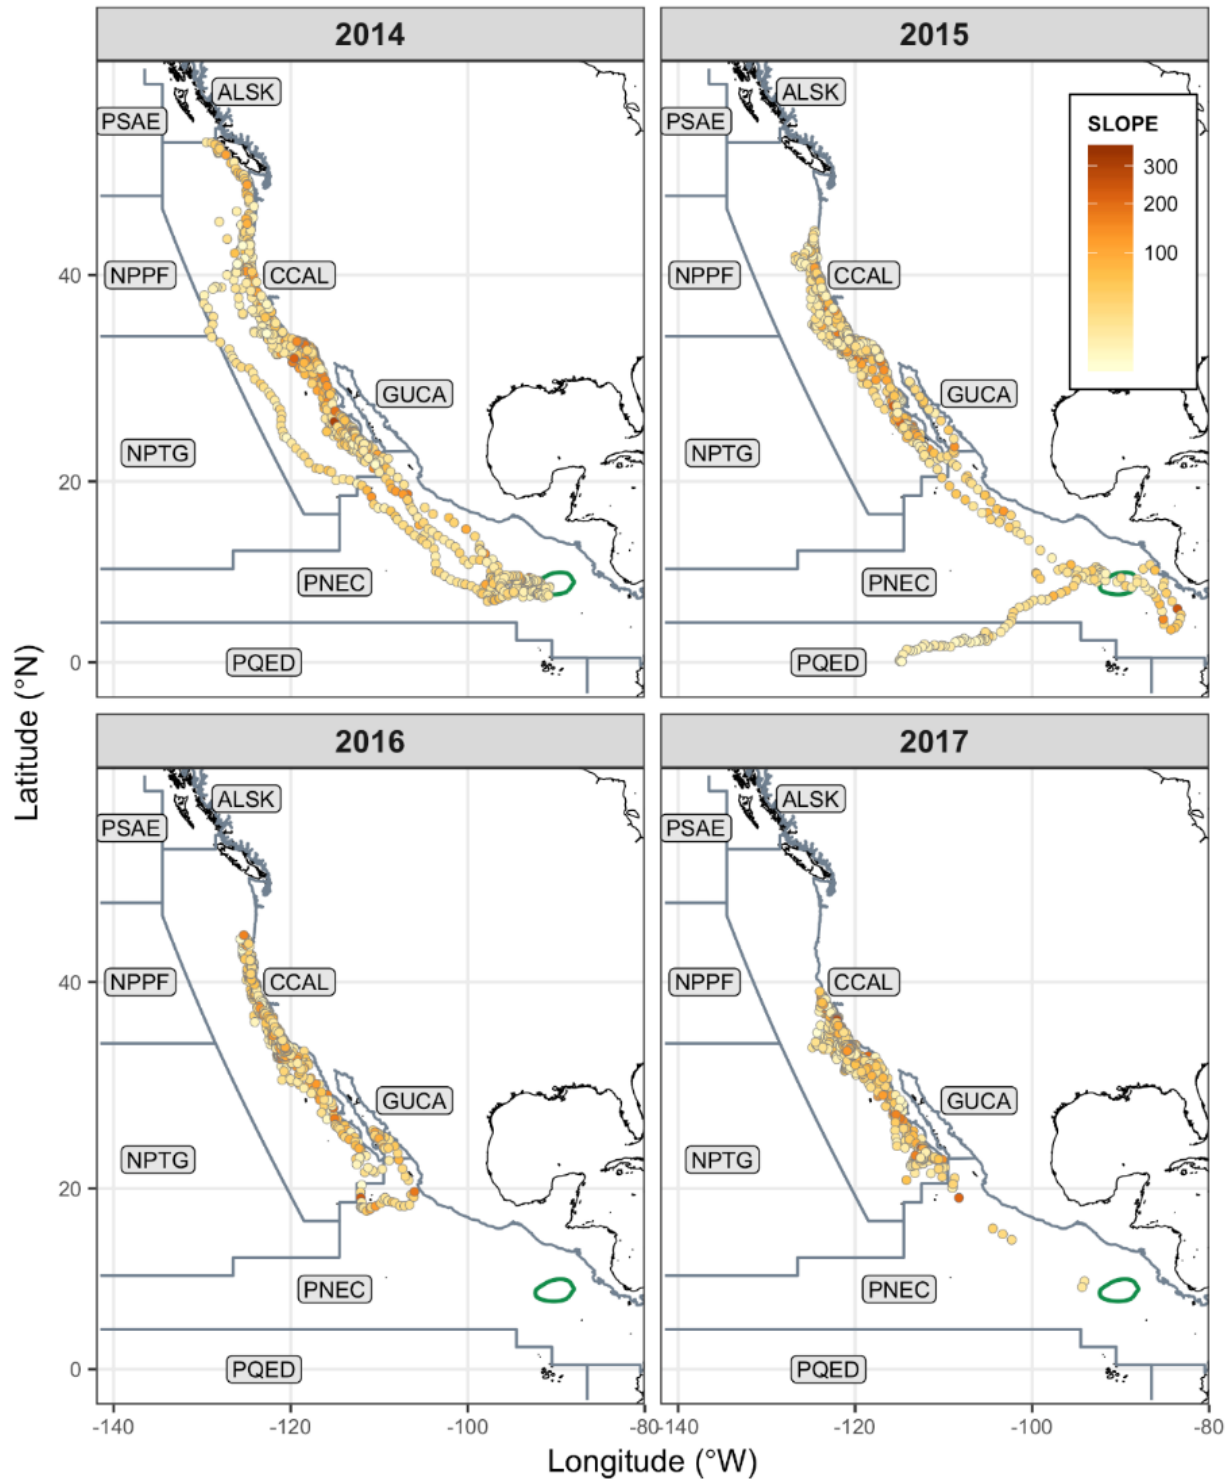 2014
2015
ALSK
PSAE
NPPF
CCAL
GUCA
NPTG
PNEC
PQED
ALSK
PSAE
NPPF
CCAL
GUCA
NPTG
PNEC
PQED
SLOPE
300
200
100
40
20
0
2016
2017
ALSK
PSAE
NPPF
CCAL
GUCA
NPTG
PNEC
PQED
ALSK
PSAE
NPPF
CCAL
GUCA
NPTG
PNEC
PQED
40
20
0
-140
-120
-100
-80
-140
-120
-100
-80
Latitude (°N)
Longitude (°W)